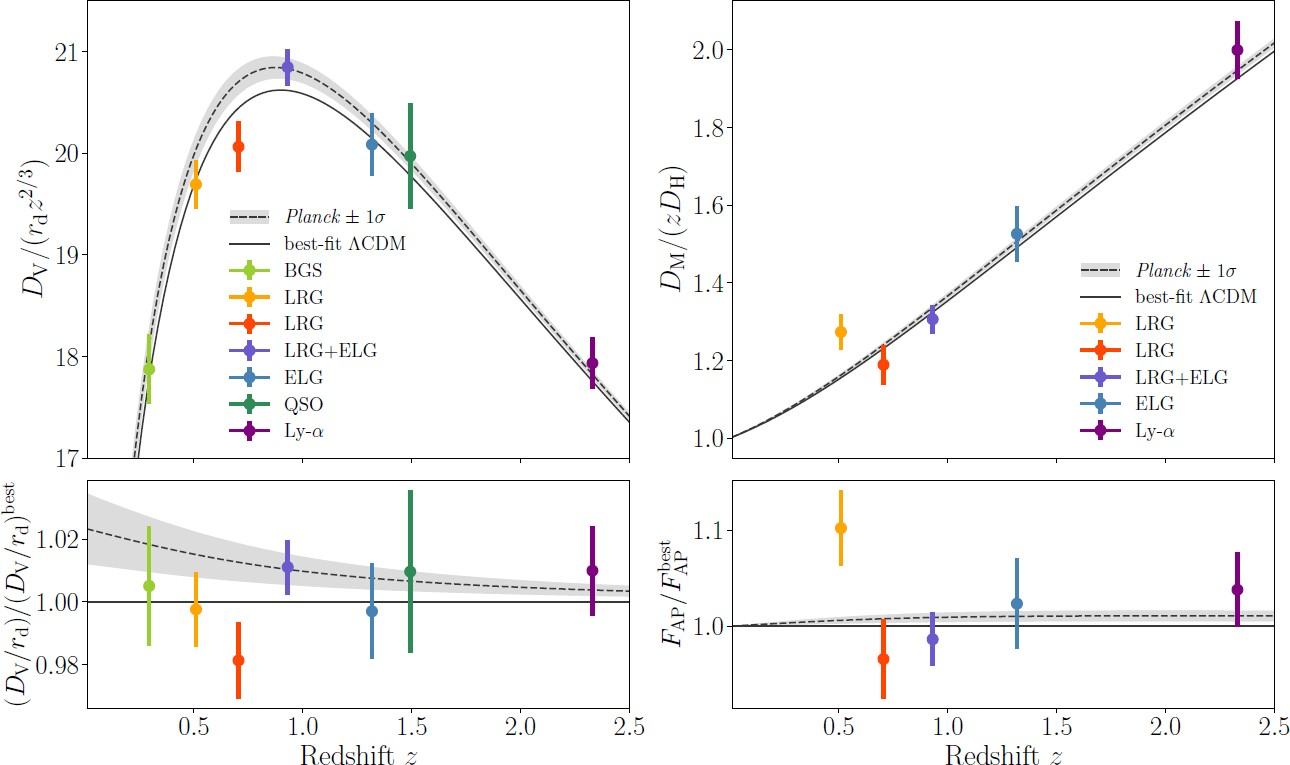 21
20
19
18
17
D_V/(r_d z^{2/3})
Planck ± 1σ
best-fit ΛCDM
BGS
LRG
LRG
LRG+ELG
ELG
QSO
Ly-α
2.0
1.8
1.6
1.4
1.2
1.0
D_M/(zD_H)
Planck ± 1σ
best-fit ΛCDM
LRG
LRG
LRG+ELG
ELG
Ly-α
1.02
1.00
0.98
(D_V/r_d)/(D_V/r_d)^best
0.5 1.0 1.5 2.0 2.5
Redshift z
1.1
1.0
F_AP/F_AP^best
0.5 1.0 1.5 2.0 2.5
Redshift z